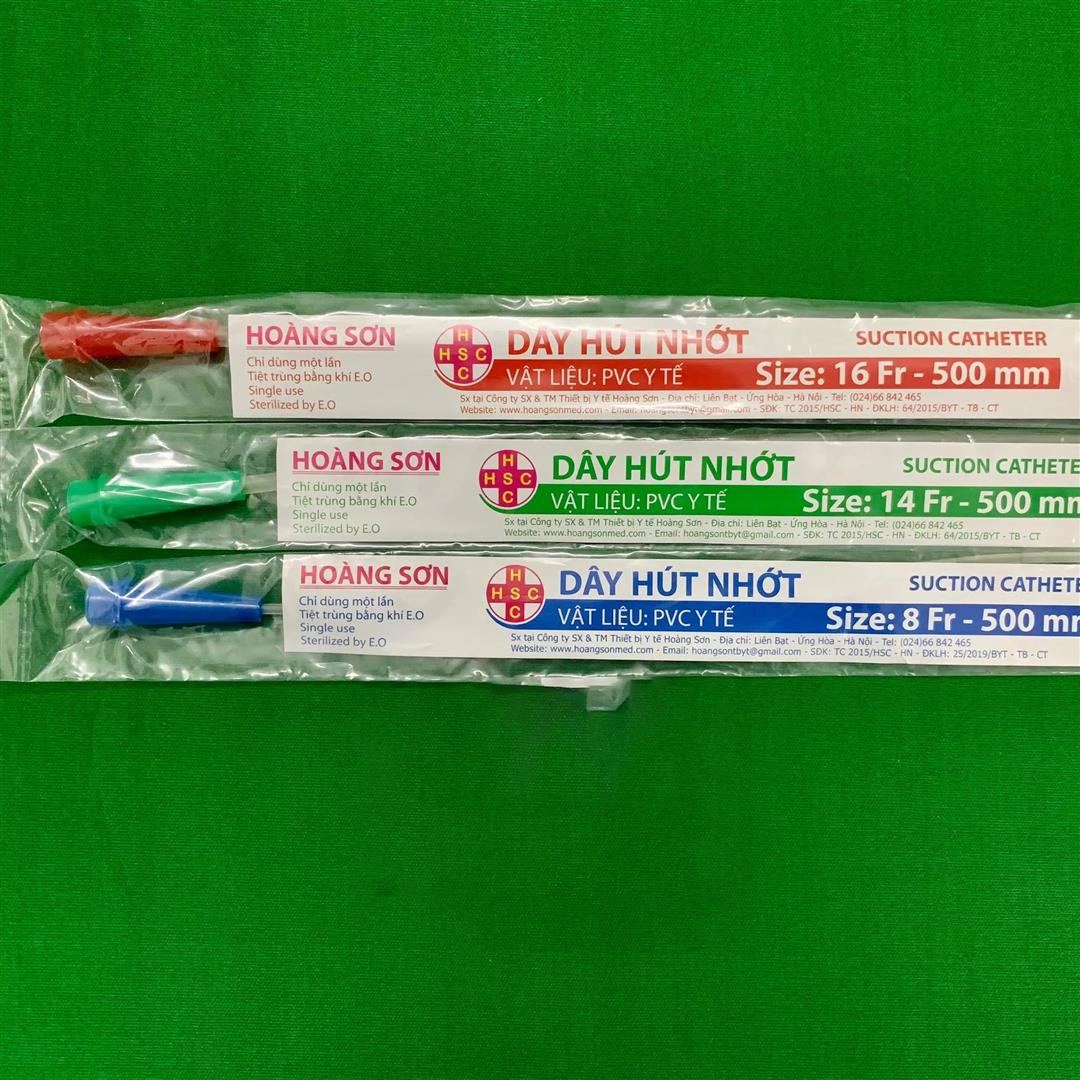 HOÀNG SƠN
Chỉ dùng một lần
Tiệt trùng bằng khí E.O
Single use
Sterilized by E.O
H
HSC
C
DÂY HÚT NHỚT
SUCTION CATHETER
VẬT LIỆU: PVC Y TẾ
Size: 16 Fr - 500 mm
Sx tại Công ty SX & TM Thiết bị Y tế Hoàng Sơn - Địa chỉ: Liên Bạt - Ứng Hòa - Hà Nội - Tel: (024)66 842 465
Website: www.hoangsonmed.com - Email: hoangsontbyt@gmail.com - SĐK: TC 2015/HSC - HN - ĐKLH: 64/2015/BYT - TB - CT
HOÀNG SƠN
Chỉ dùng một lần
Tiệt trùng bằng khí E.O
Single use
Sterilized by E.O
H
HSC
C
DÂY HÚT NHỚT
SUCTION CATHETE
VẬT LIỆU: PVC Y TẾ
Size: 14 Fr - 500 mm
Sx tại Công ty SX & TM Thiết bị Y tế Hoàng Sơn - Địa chỉ: Liên Bạt - Ứng Hòa - Hà Nội - Tel: (024)66 842 465
Website: www.hoangsonmed.com - Email: hoangsontbyt@gmail.com - SĐK: TC 2015/HSC - HN - ĐKLH: 64/2015/BYT - TB - CT
HOÀNG SƠN
Chỉ dùng một lần
Tiệt trùng bằng khí E.O
Single use
Sterilized by E.O
H
HSC
C
DÂY HÚT NHỚT
SUCTION CATHETE
VẬT LIỆU: PVC Y TẾ
Size: 8 Fr - 500 mm
Sx tại Công ty SX & TM Thiết bị Y tế Hoàng Sơn - Địa chỉ: Liên Bạt - Ứng Hòa - Hà Nội - Tel: (024)66 842 465
Website: www.hoangsonmed.com - Email: hoangsontbyt@gmail.com - SĐK: TC 2015/HSC - HN - ĐKLH: 25/2019/BYT - TB - CT